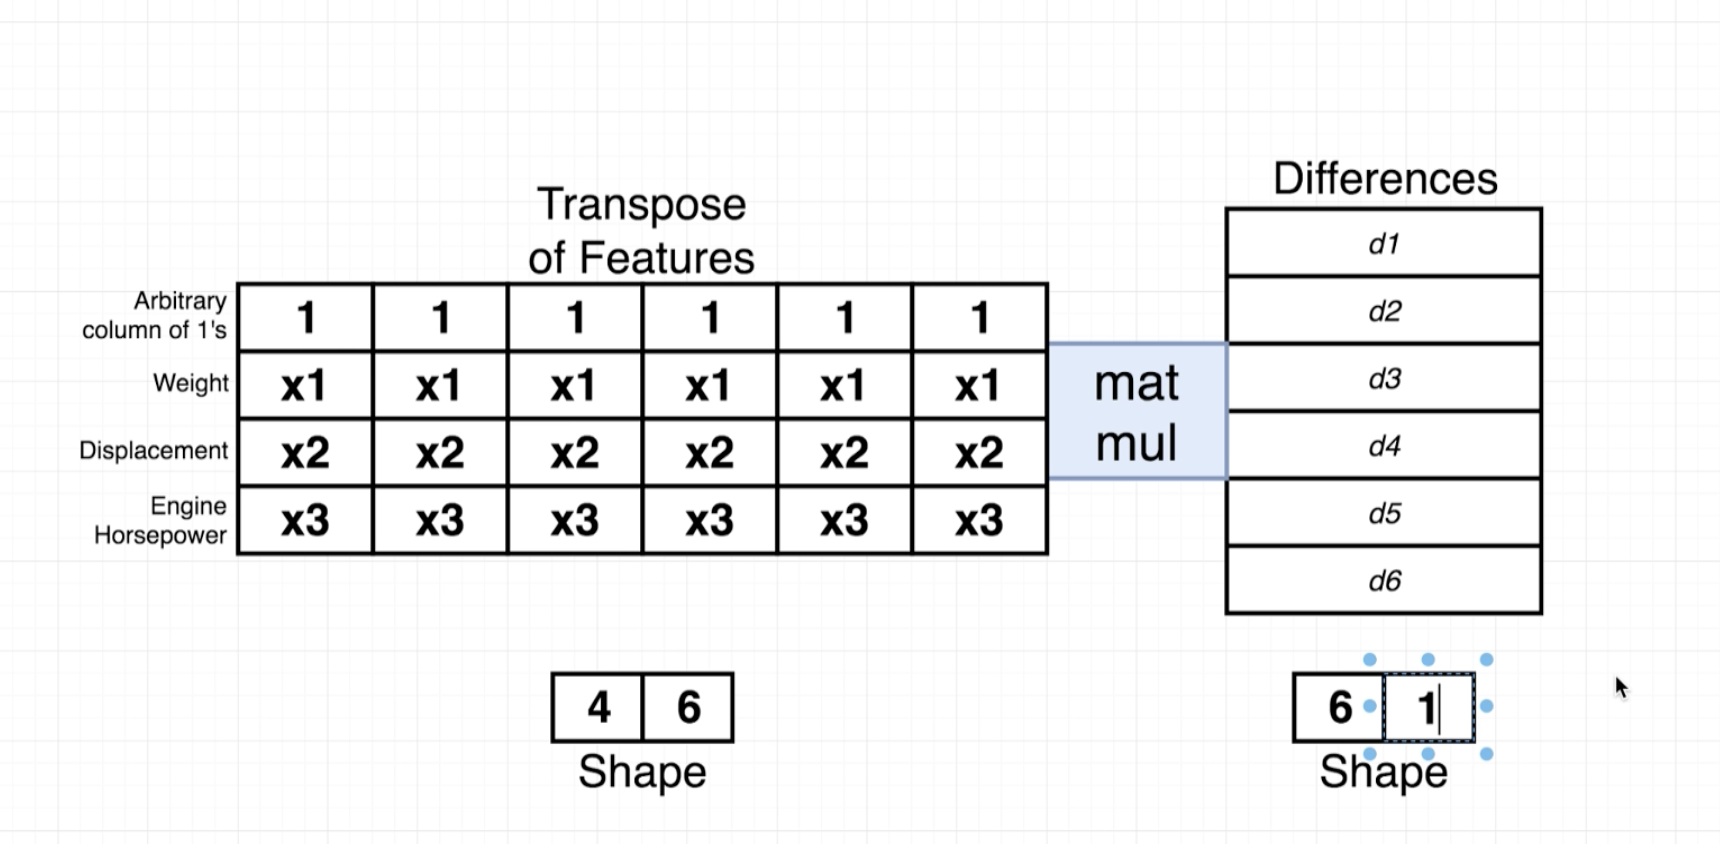 Differences
Transpose
of Features
d1
Arbitrary
column of 1's
1 1 1 1 1 1
d2
Weight
x1 x1 x1 x1 x1 x1
mat
mul
d3
Displacement
x2 x2 x2 x2 x2 x2
d4
Engine
Horsepower
x3 x3 x3 x3 x3 x3
d5
d6
4 6
6 1
Shape
Shape